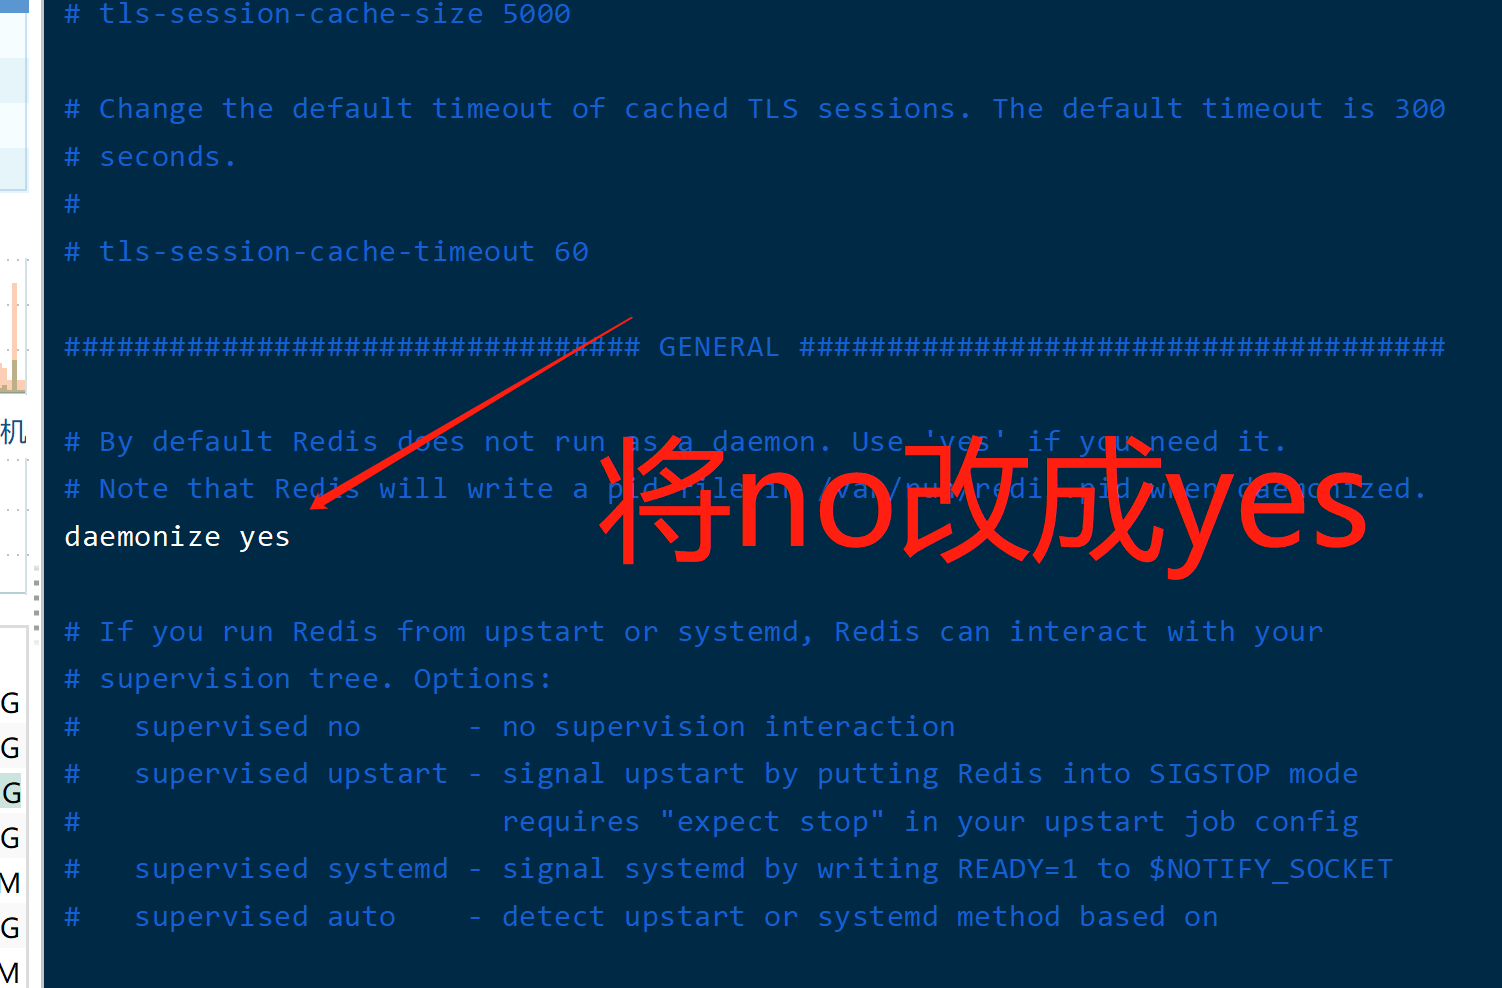 # tls-session-cache-size 5000
# Change the default timeout of cached TLS sessions. The default timeout is 300
# seconds.
#
# tls-session-cache-timeout 60
################################# GENERAL #####################################
# By default Redis does not run as a daemon. Use 'yes' if you need it.
# Note that Redis will write a pid file in /var/run/redis.pid when daemonized.
将no改成yes
daemonize yes
# If you run Redis from upstart or systemd, Redis can interact with your
# supervision tree. Options:
#   supervised no      - no supervision interaction
#   supervised upstart - signal upstart by putting Redis into SIGSTOP mode
#                        requires "expect stop" in your upstart job config
#   supervised systemd - signal systemd by writing READY=1 to $NOTIFY_SOCKET
#   supervised auto    - detect upstart or systemd method based on
机
G
G
G
G
M
G
M